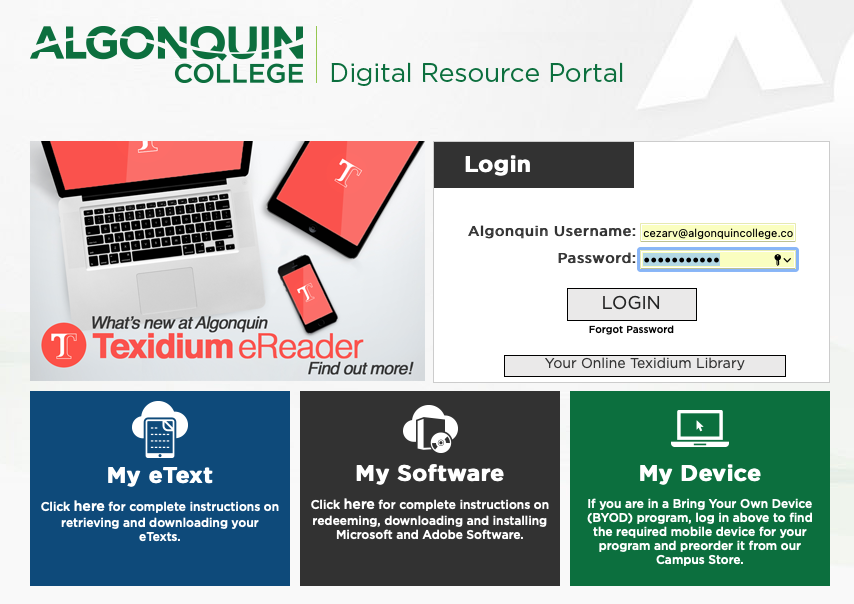 ALGONQUIN
COLLEGE
Digital Resource Portal
T
T
T
What's new at Algonquin
T Texidium eReader
Find out more!
Login
Algonquin Username: cezarv@algonquincollege.co
Password: •••••••••••
LOGIN
Forgot Password
Your Online Texidium Library
My eText
Click here for complete instructions on
retrieving and downloading your
eTexts.
My Software
Click here for complete instructions on
redeeming, downloading and installing
Microsoft and Adobe Software.
My Device
If you are in a Bring Your Own Device
(BYOD) program, log in above to find
the required mobile device for your
program and preorder it from our
Campus Store.